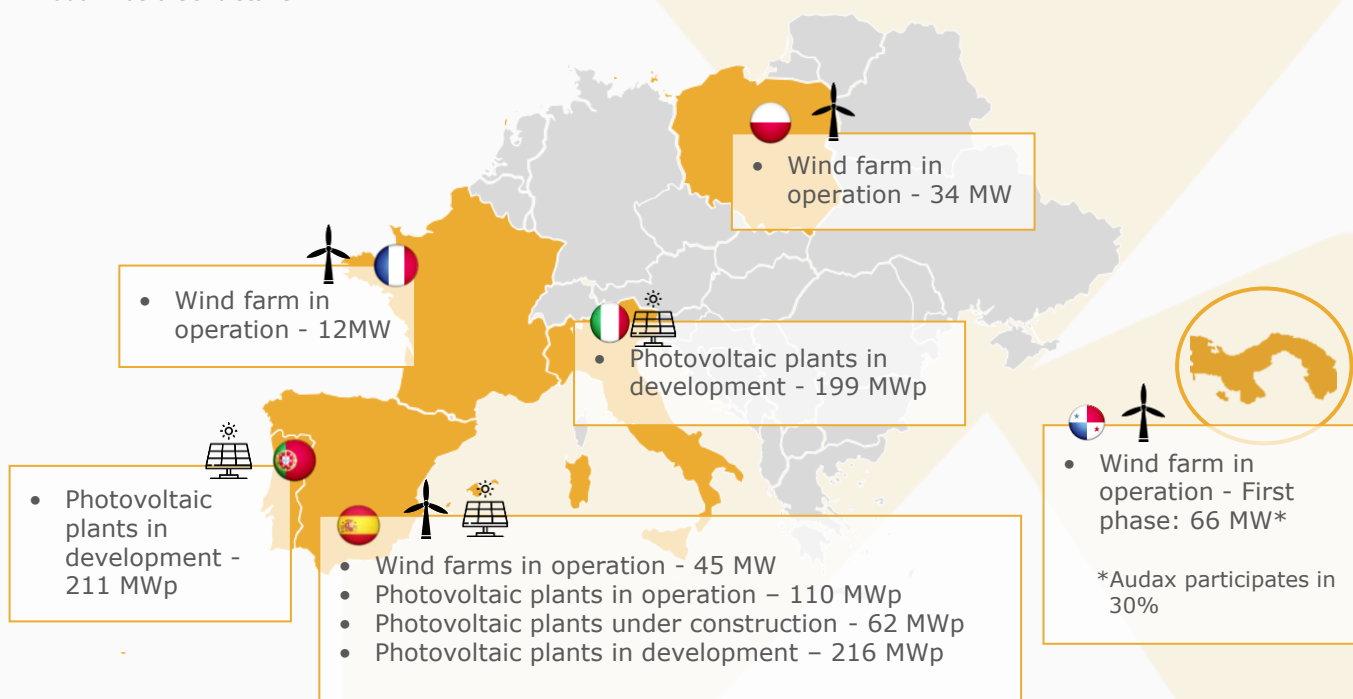 • Wind farm in
operation - 34 MW
• Wind farm in
operation - 12MW
• Photovoltaic plants in
development - 199 MWp
• Photovoltaic
plants in
development -
211 MWp
• Wind farms in operation - 45 MW
• Photovoltaic plants in operation – 110 MWp
• Photovoltaic plants under construction - 62 MWp
• Photovoltaic plants in development – 216 MWp
• Wind farm in
operation - First
phase: 66 MW*
*Audax participates in
30%